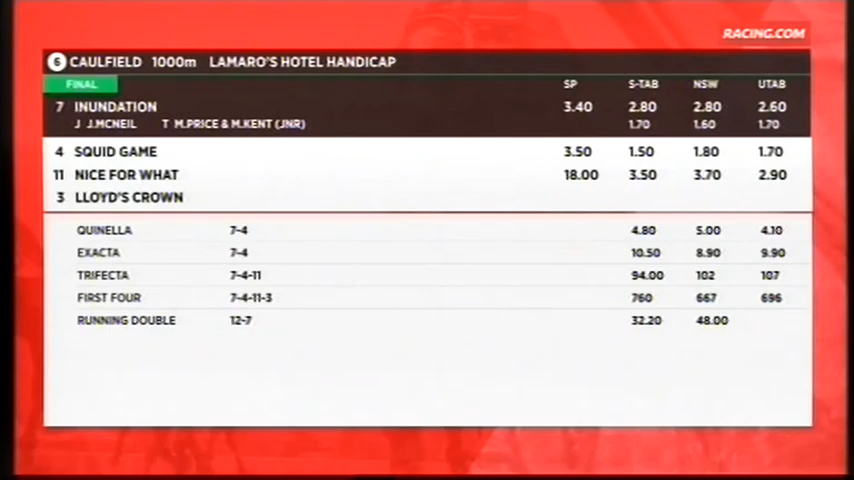 RACING.COM
6 CAULFIELD 1000m LAMARO'S HOTEL HANDICAP
FINAL SP S-TAB NSW UTAB
7 INUNDATION 3.40 2.80 2.80 2.60
J J.MCNEIL T M.PRICE & M.KENT (JNR) 1.70 1.60 1.70
4 SQUID GAME 3.50 1.50 1.80 1.70
11 NICE FOR WHAT 18.00 3.50 3.70 2.90
3 LLOYD'S CROWN
QUINELLA 7-4 4.80 5.00 4.10
EXACTA 7-4 10.50 8.90 9.90
TRIFECTA 7-4-11 94.00 102 107
FIRST FOUR 7-4-11-3 760 667 696
RUNNING DOUBLE 12-7 32.20 48.00